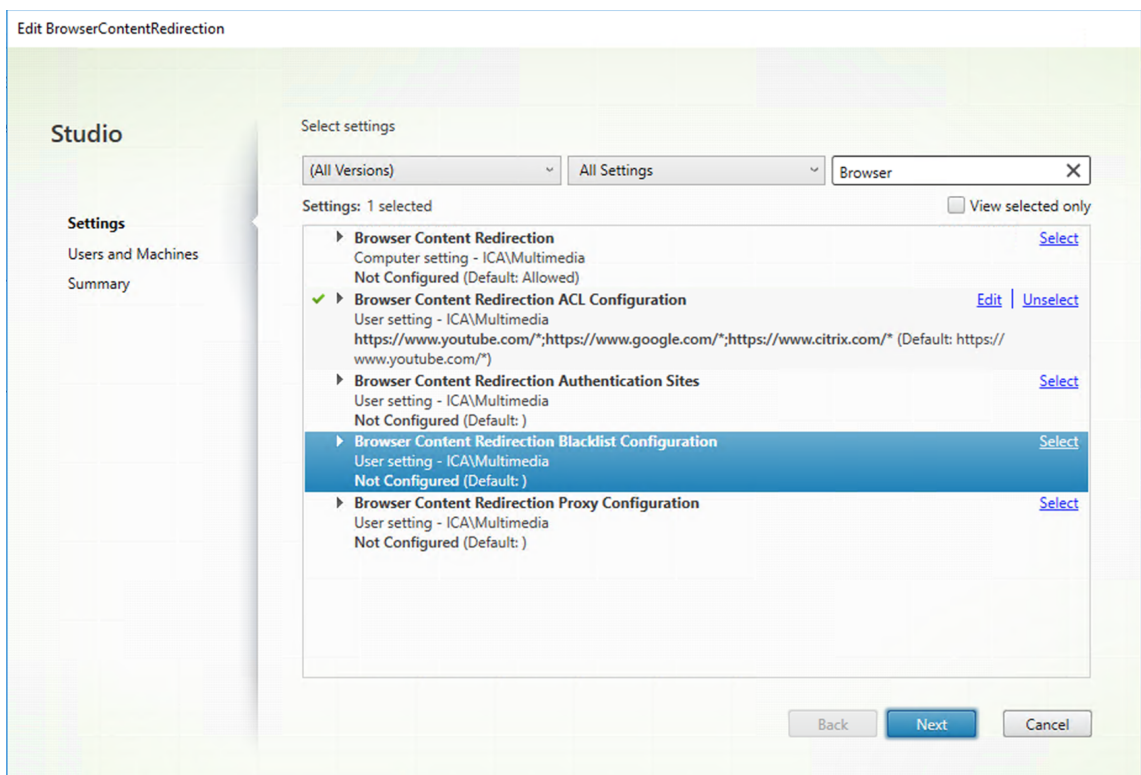 Edit BrowserContentRedirection
Studio
Settings
Users and Machines
Summary
Select settings
(All Versions) All Settings Browser
Settings: 1 selected View selected only
Browser Content Redirection Select
Computer setting - ICA\Multimedia
Not Configured (Default: Allowed)
Browser Content Redirection ACL Configuration Edit | Unselect
User setting - ICA\Multimedia
https://www.youtube.com/*;https://www.google.com/*;https://www.citrix.com/* (Default: https://
www.youtube.com/*)
Browser Content Redirection Authentication Sites Select
User setting - ICA\Multimedia
Not Configured (Default: )
Browser Content Redirection Blacklist Configuration Select
User setting - ICA\Multimedia
Not Configured (Default: )
Browser Content Redirection Proxy Configuration Select
User setting - ICA\Multimedia
Not Configured (Default: )
Back Next Cancel